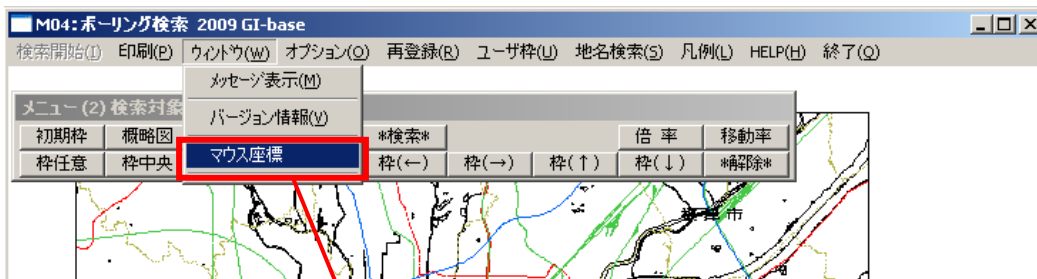 M04:ボーリング検索 2009 GI-base
検索開始(I) 印刷(P) ウィンドウ(W) オプション(O) 再登録(R) ユーザ枠(U) 地名検索(S) 凡例(L) HELP(H) 終了(Q)
メッセージ表示(M)
バージョン情報(V)
マウス座標
メニュー (2) 検索対象
初期枠 概略図 *検索* 倍 率 移動率
枠任意 枠中央 枠(←) 枠(→) 枠(↑) 枠(↓) *解除*
市